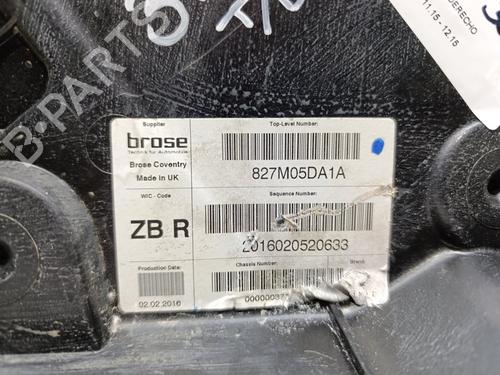 DERECHO
11.15 - 12.15
B-PARTS
Supplier
brose
Technik für Automobile
Brose Coventry
Made in UK
Top-Level Number:
827M05DA1A
WIC - Code
ZB R
Sequence Number:
2016020520633
Production Date:
02.02.2016
Chassis Number:
Brand: